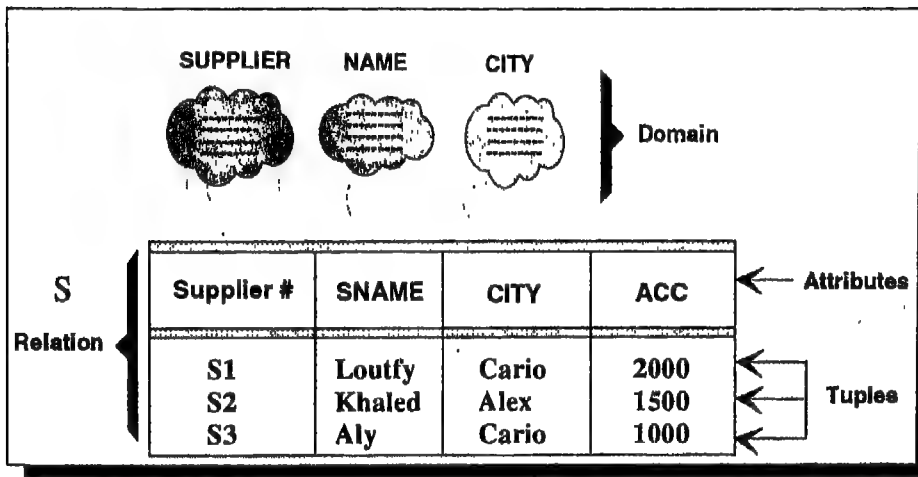 SUPPLIER NAME CITY
Domain
Supplier # SNAME CITY ACC
Attributes
S
Relation
S1 Loutfy Cario 2000
S2 Khaled Alex 1500
Tuples
S3 Aly Cario 1000